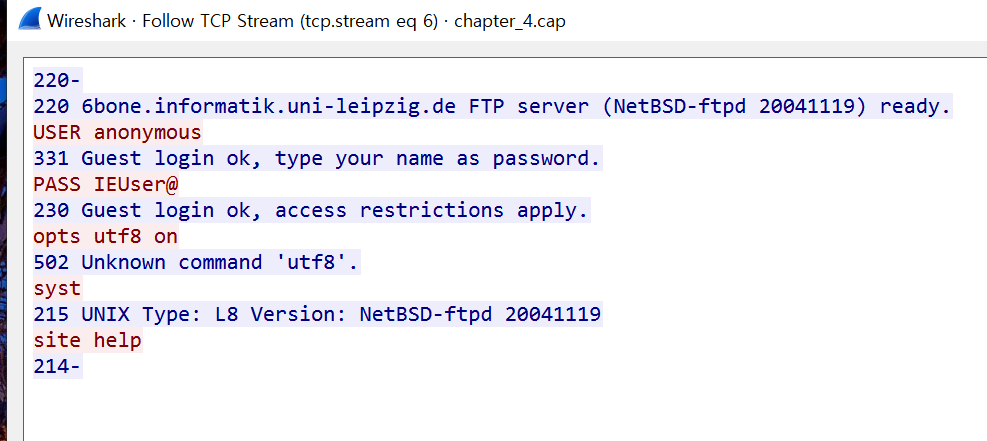 Wireshark · Follow TCP Stream (tcp.stream eq 6) · chapter_4.cap
220-
220 6bone.informatik.uni-leipzig.de FTP server (NetBSD-ftpd 20041119) ready.
USER anonymous
331 Guest login ok, type your name as password.
PASS IEUser@
230 Guest login ok, access restrictions apply.
opts utf8 on
502 Unknown command 'utf8'.
syst
215 UNIX Type: L8 Version: NetBSD-ftpd 20041119
site help
214-